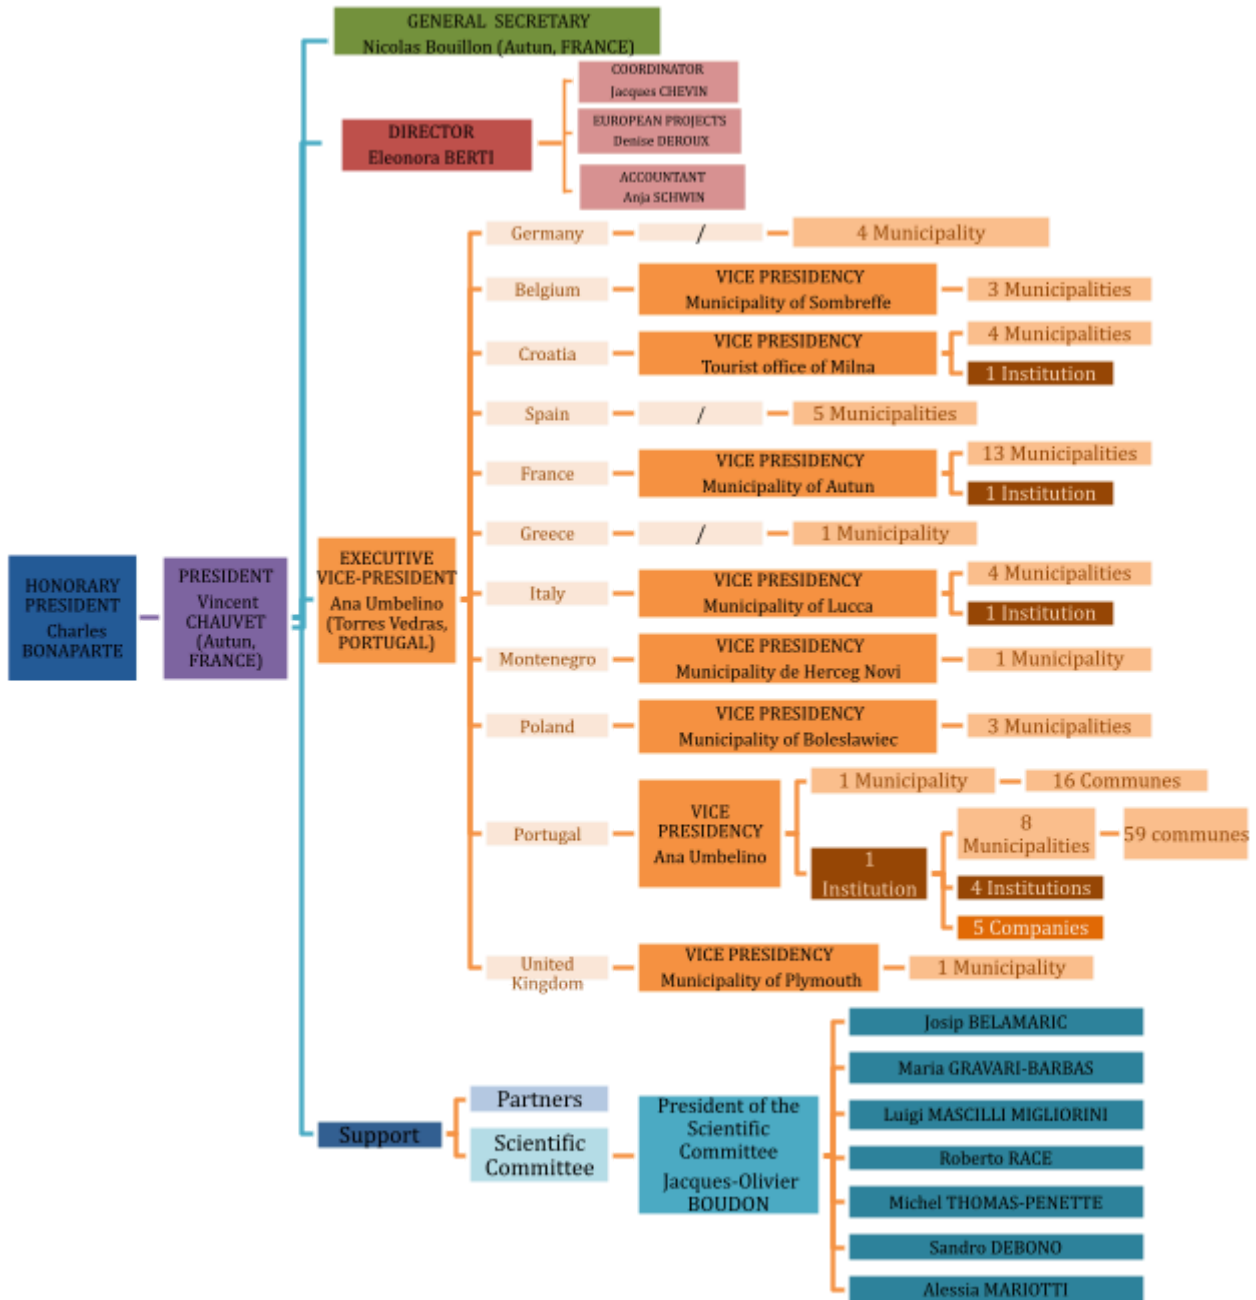 GENERAL SECRETARY
Nicolas Bouillon (Autun, FRANCE)
COORDINATOR
Jacques CHEVIN
DIRECTOR
Eleonora BERTI
EUROPEAN PROJECTS
Denise DEROUX
ACCOUNTANT
Anja SCHWIN
Germany
/
4 Municipality
Belgium
VICE PRESIDENCY
Municipality of Sombreffe
3 Municipalities
Croatia
VICE PRESIDENCY
Tourist office of Milna
4 Municipalities
1 Institution
Spain
/
5 Municipalities
France
VICE PRESIDENCY
Municipality of Autun
13 Municipalities
1 Institution
Greece
/
1 Municipality
HONORARY
PRESIDENT
Charles
BONAPARTE
PRESIDENT
Vincent
CHAUVET
(Autun,
FRANCE)
EXECUTIVE
VICE-PRESIDENT
Ana Umbelino
(Torres Vedras,
PORTUGAL)
Italy
VICE PRESIDENCY
Municipality of Lucca
4 Municipalities
1 Institution
Montenegro
VICE PRESIDENCY
Municipality de Herceg Novi
1 Municipality
Poland
VICE PRESIDENCY
Municipality of Bolesławiec
3 Municipalities
Portugal
VICE
PRESIDENCY
Ana Umbelino
1 Municipality
16 Communes
1
Institution
8
Municipalities
59 communes
4 Institutions
5 Companies
United
Kingdom
VICE PRESIDENCY
Municipality of Plymouth
1 Municipality
Support
Partners
Scientific
Committee
President of the
Scientific
Committee
Jacques-Olivier
BOUDON
Josip BELAMARIC
Maria GRAVARI-BARBAS
Luigi MASCILLI MIGLIORINI
Roberto RACE
Michel THOMAS-PENETTE
Sandro DEBONO
Alessia MARIOTTI